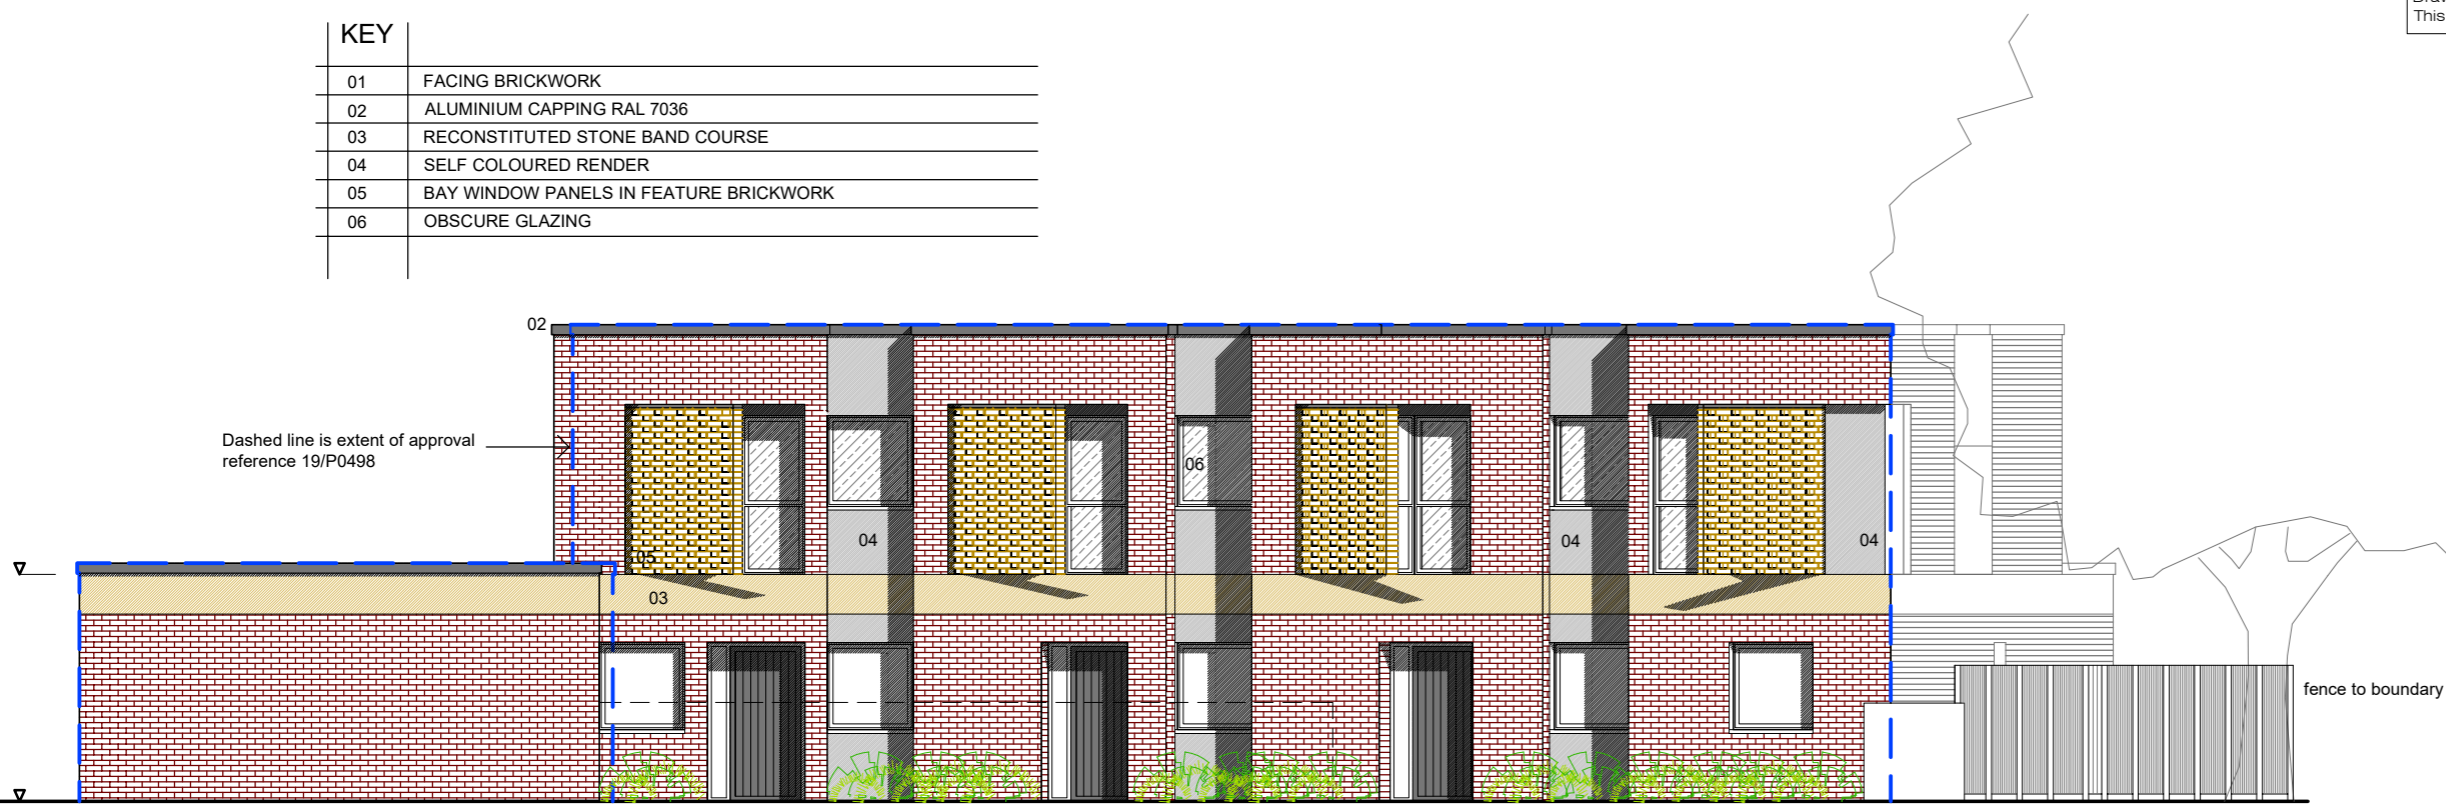 This
KEY
01 FACING BRICKWORK
02 ALUMINIUM CAPPING RAL 7036
03 RECONSTITUTED STONE BAND COURSE
04 SELF COLOURED RENDER
05 BAY WINDOW PANELS IN FEATURE BRICKWORK
06 OBSCURE GLAZING
02
Dashed line is extent of approval
reference 19/P0498
06
04
04
04
05
03
fence to boundary